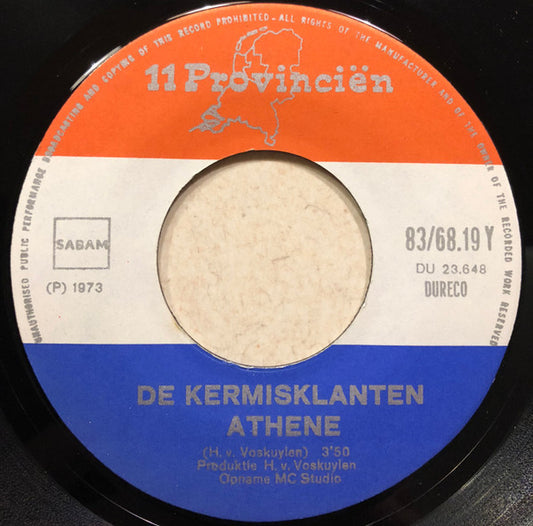 UNAUTHORISED PUBLIC PERFORMANCE BROADCASTING AND COPYING OF THIS RECORD PROHIBITED - ALL RIGHTS OF THE MANUFACTURER AND OF THE OWNER OF THE RECORDED WORK RESERVED
11 Provinciën
SABAM
(P) 1973
83/68.19 Y
DU 23.648
DURECO
DE KERMISKLANTEN
ATHENE
(H. v. Voskuylen) 3'50
Produktie H. v. Voskuylen
Opname MC Studio